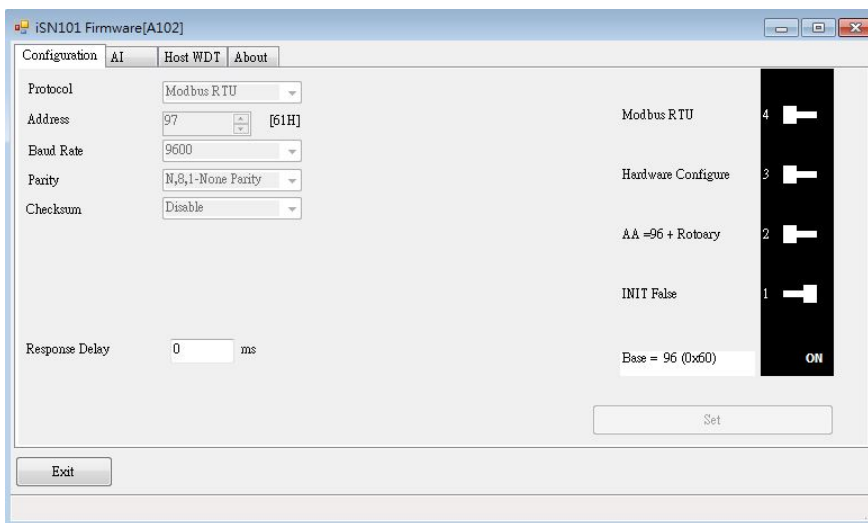 iSN101 Firmware[A102]
Configuration AI Host WDT About
Protocol Modbus RTU
Address 97 [61H]
Baud Rate 9600
Parity N,8,1-None Parity
Checksum Disable
Response Delay 0 ms
Modbus RTU 4
Hardware Configure 3
AA =96 + Rotoary 2
INIT False 1
Base = 96 (0x60) ON
Set
Exit